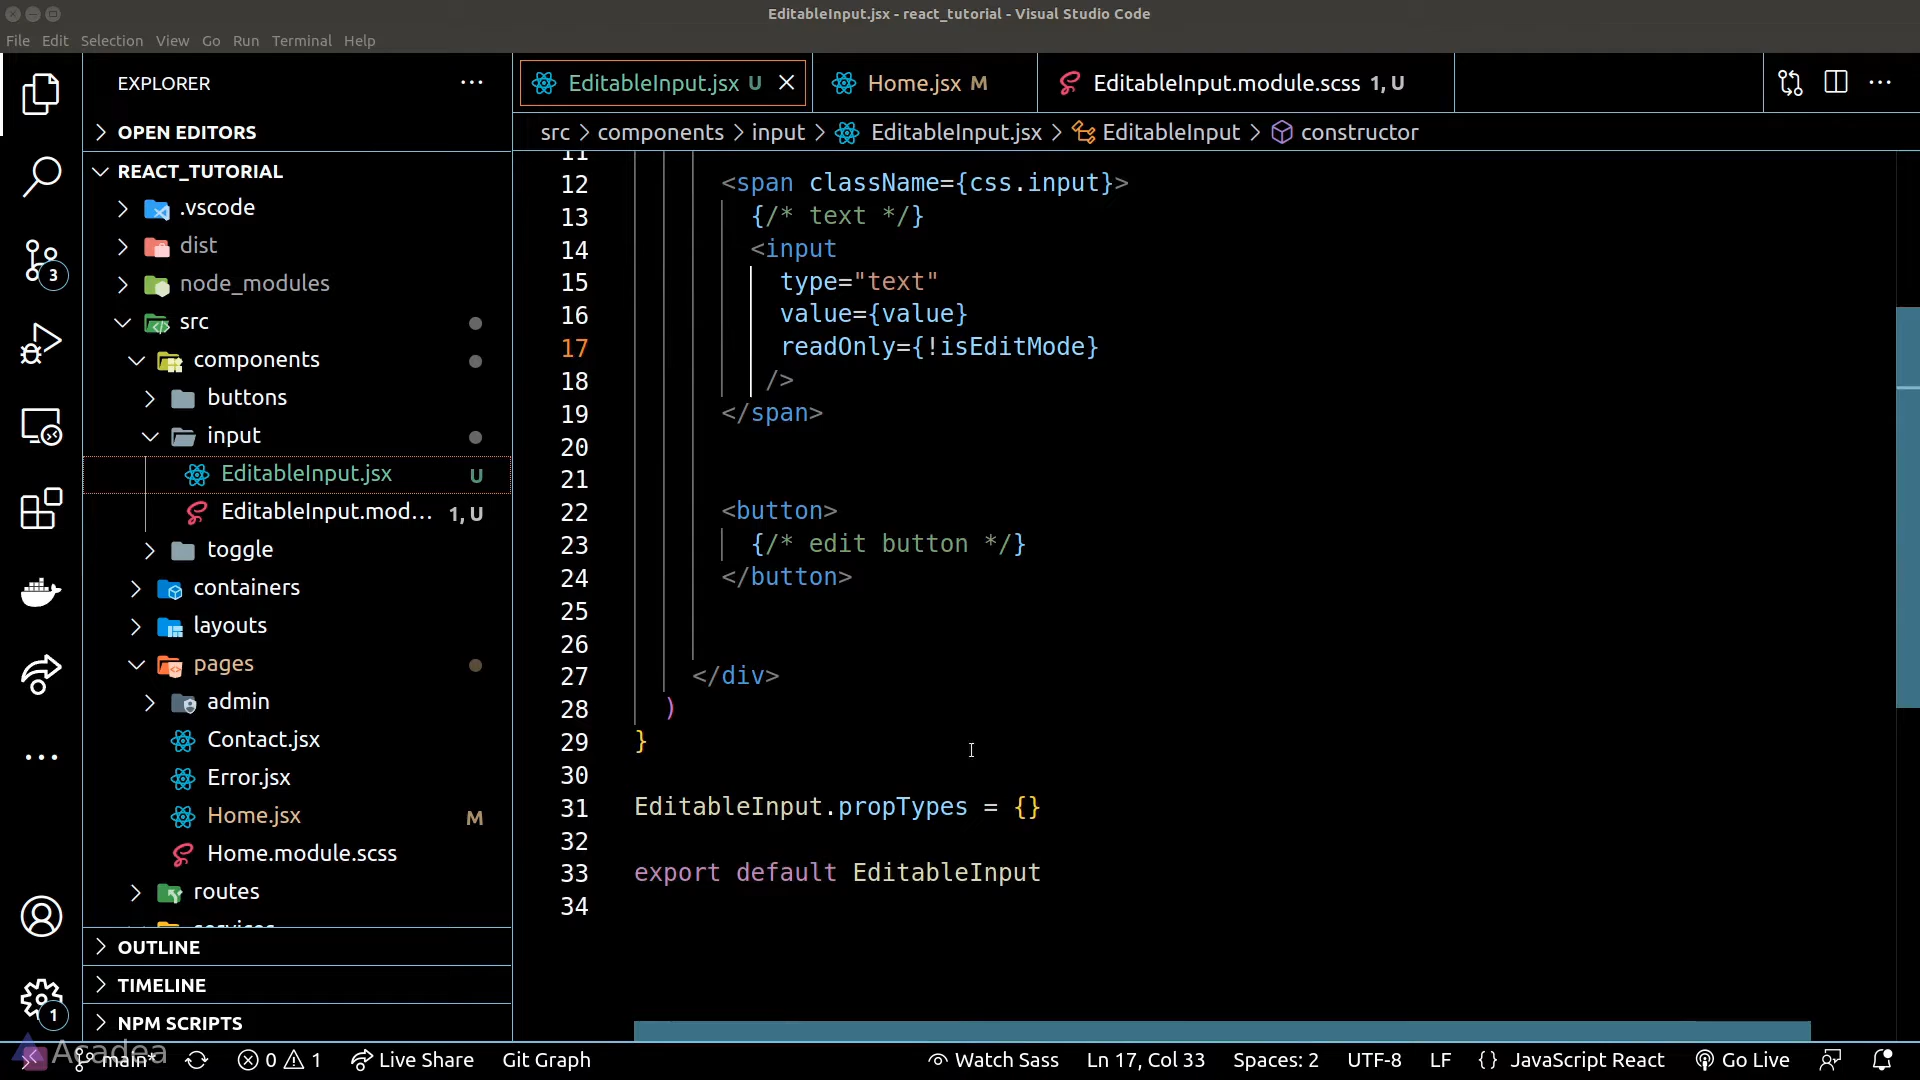 EditableInput.jsx - react_tutorial - Visual Studio Code
File Edit Selection View Go Run Terminal Help
EXPLORER
OPEN EDITORS
REACT_TUTORIAL
.vscode
dist
node_modules
src
components
buttons
input
EditableInput.jsx U
EditableInput.mod... 1, U
toggle
containers
layouts
pages
admin
Contact.jsx
Error.jsx
Home.jsx M
Home.module.scss
routes
services
OUTLINE
TIMELINE
NPM SCRIPTS
3
1
EditableInput.jsx U
Home.jsx M
EditableInput.module.scss 1, U
src > components > input > EditableInput.jsx > EditableInput > constructor
11
12 <span className={css.input}>
13 {/* text */}
14 <input
15 type="text"
16 value={value}
17 readOnly={!isEditMode}
18 />
19 </span>
20
21
22 <button>
23 {/* edit button */}
24 </button>
25
26
27 </div>
28 )
29 }
30
31 EditableInput.propTypes = {}
32
33 export default EditableInput
34
Acadea
main* 0 1 Live Share Git Graph Watch Sass Ln 17, Col 33 Spaces: 2 UTF-8 LF {} JavaScript React Go Live